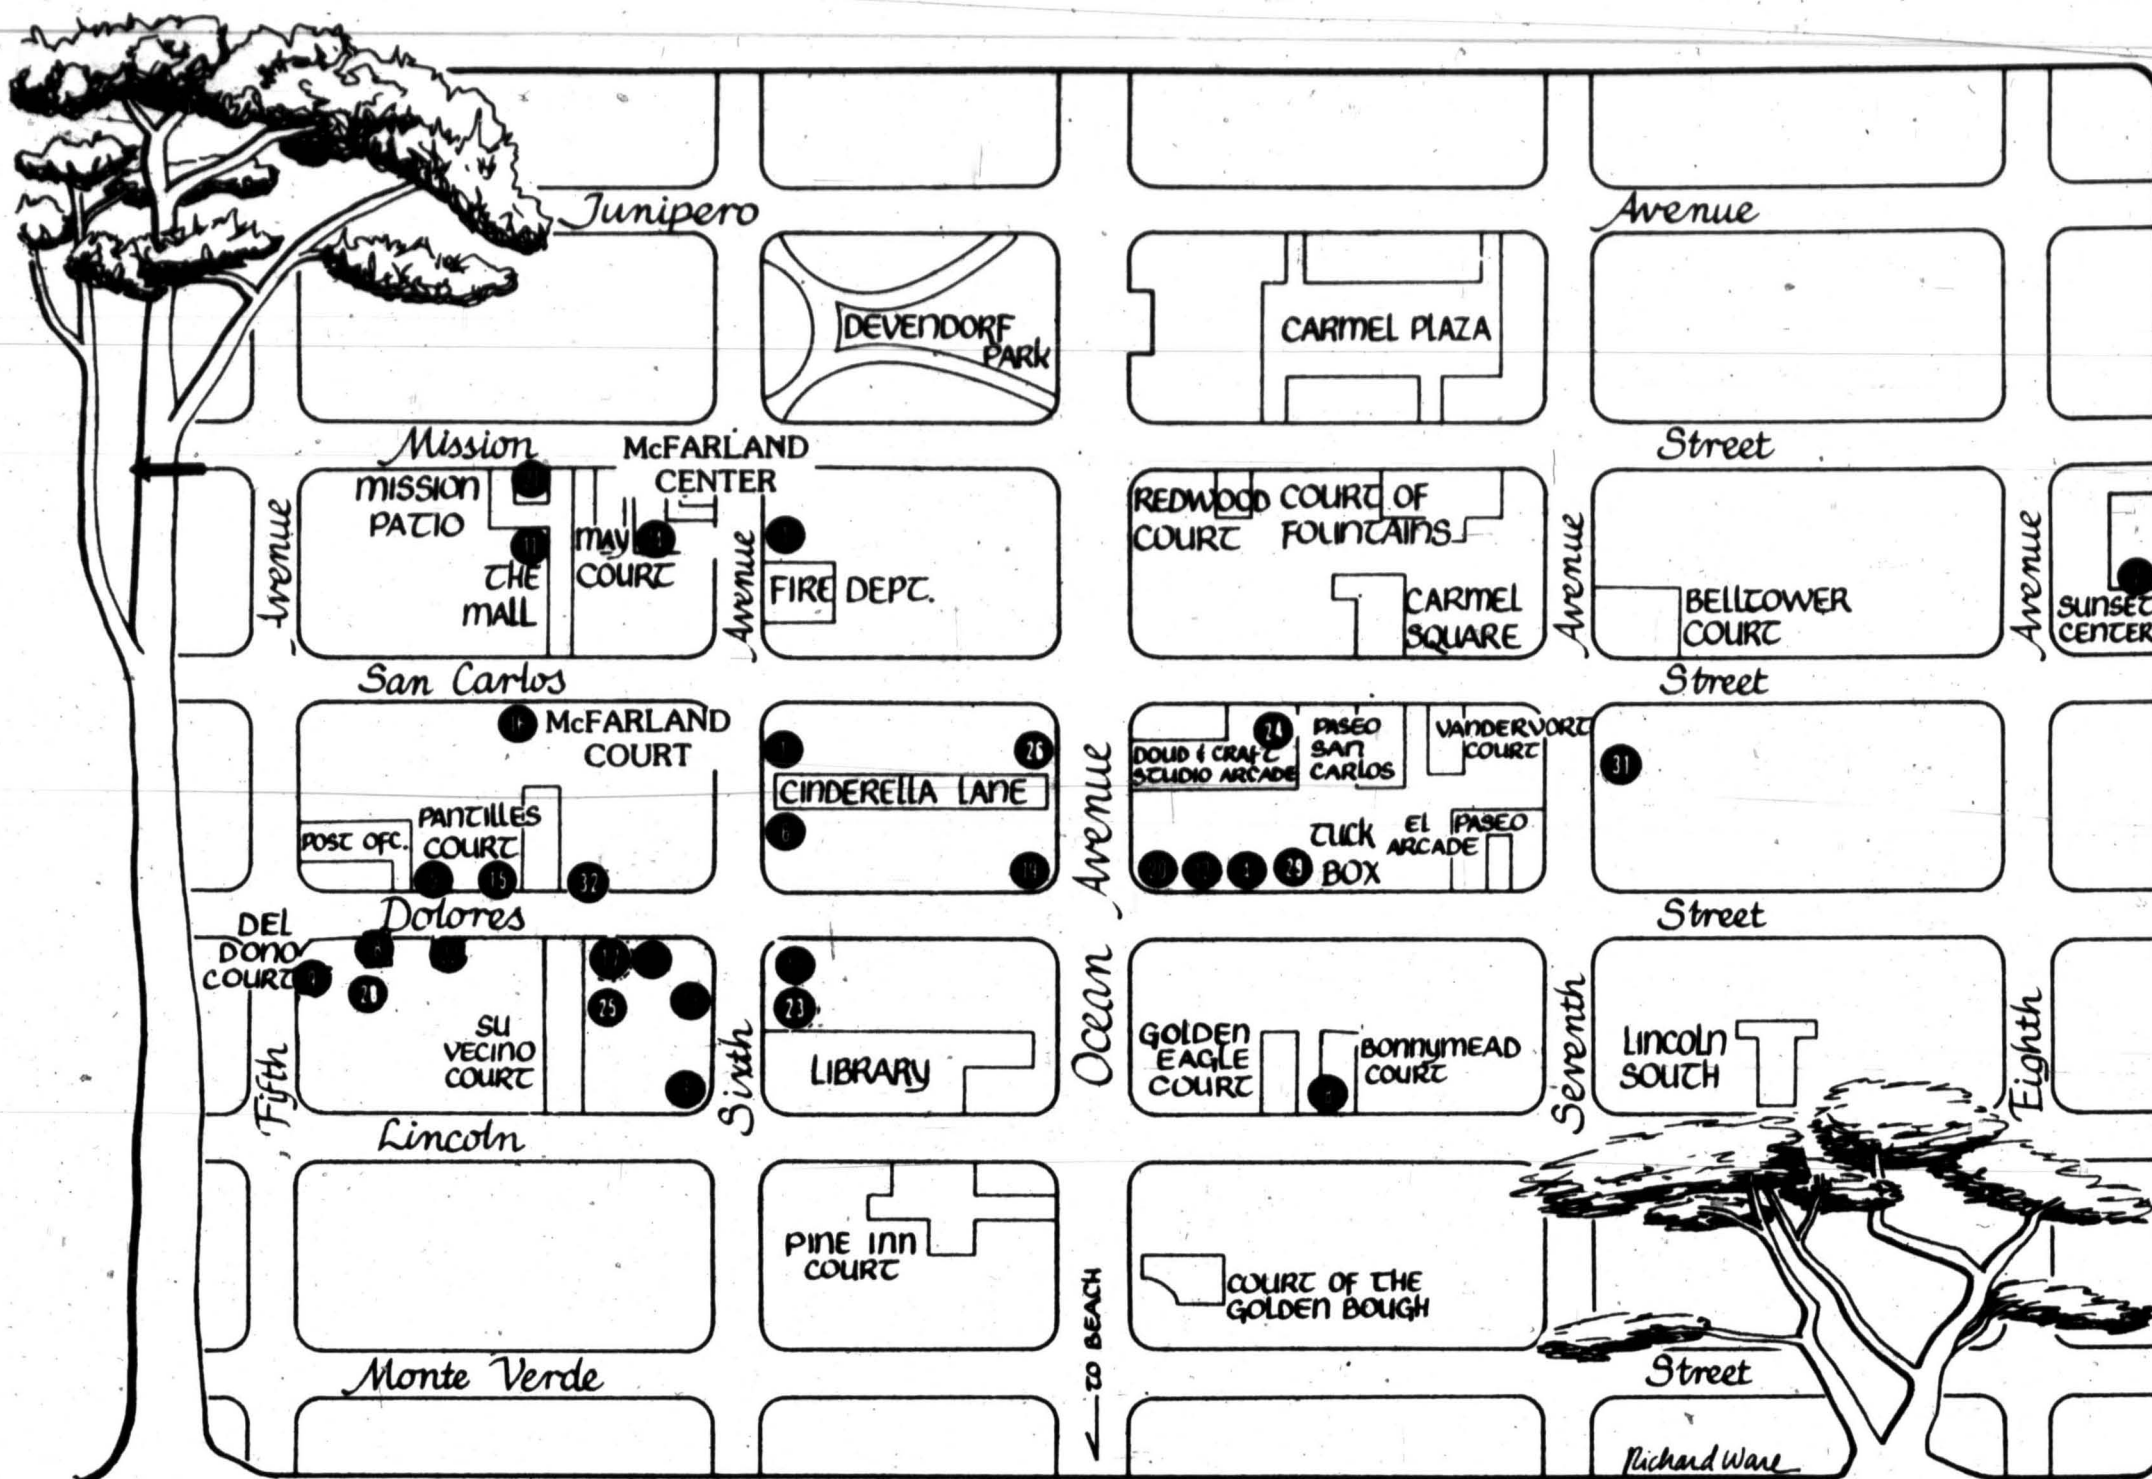 Junipero
Avenue
DEVENDORF
PARK
CARMEL PLAZA
Mission
McFARLAND
CENTER
Street
MISSION
PATIO
THE
MALL
MAY
COURT
FIRE DEPT.
REDWOOD
COURT
COURT OF
FOUNTAINS
CARMEL
SQUARE
BELLTOWER
COURT
SUNSET
CENTER
Avenue
Avenue
Avenue
Avenue
San Carlos
Street
McFARLAND
COURT
POST OFC.
PANTILLES
COURT
15
32
CINDERELLA LANE
26
6
DOUD & CRAFT
STUDIO ARCADE
24
PASEO
SAN
CARLOS
VANDERVORT
COURT
31
TUCK
BOX
29
EL PASEO
ARCADE
Ocean Avenue
Dolores
Street
DEL
DONO
COURT
SU
VECINO
COURT
23
LIBRARY
GOLDEN
EAGLE
COURT
BONNYMEAD
COURT
LINCOLN
SOUTH
Fifth
Sixth
Seventh
Eighth
Lincoln
PINE INN
COURT
COURT OF THE
GOLDEN BOUGH
TO BEACH
Monte Verde
Street
Richard Ware